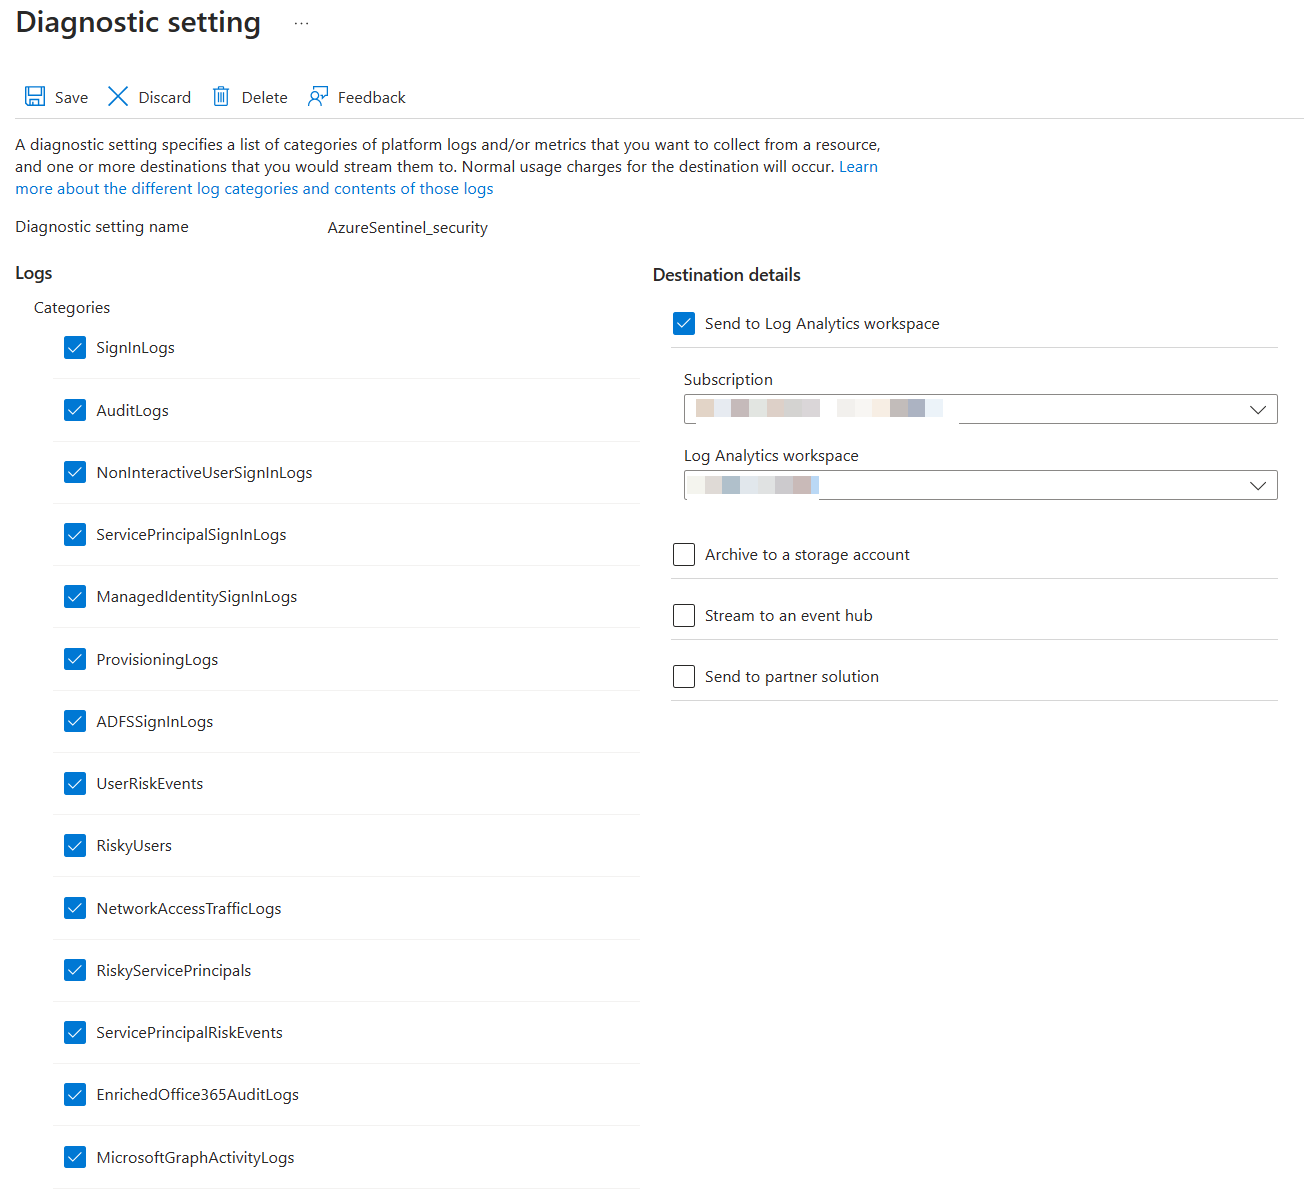 Diagnostic setting ...
Save Discard Delete Feedback
A diagnostic setting specifies a list of categories of platform logs and/or metrics that you want to collect from a resource,
and one or more destinations that you would stream them to. Normal usage charges for the destination will occur. Learn
more about the different log categories and contents of those logs
Diagnostic setting name AzureSentinel_security
Logs
Categories
SignInLogs
AuditLogs
NonInteractiveUserSignInLogs
ServicePrincipalSignInLogs
ManagedIdentitySignInLogs
ProvisioningLogs
ADFSSignInLogs
UserRiskEvents
RiskyUsers
NetworkAccessTrafficLogs
RiskyServicePrincipals
ServicePrincipalRiskEvents
EnrichedOffice365AuditLogs
MicrosoftGraphActivityLogs
Destination details
Send to Log Analytics workspace
Subscription
Log Analytics workspace
Archive to a storage account
Stream to an event hub
Send to partner solution